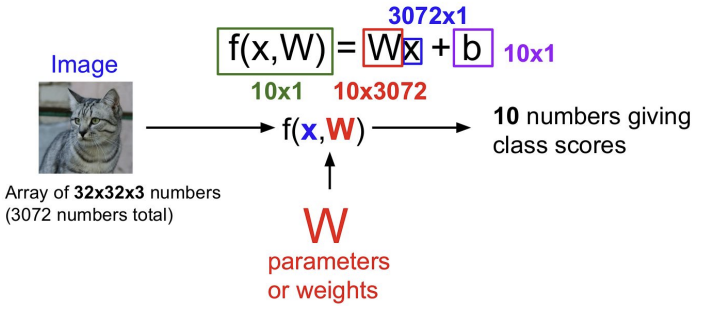 3072x1
f(x,W) = Wx + b 10x1
10x1 10x3072
Image
f(x,W)
10 numbers giving
class scores
Array of 32x32x3 numbers
(3072 numbers total)
W
parameters
or weights